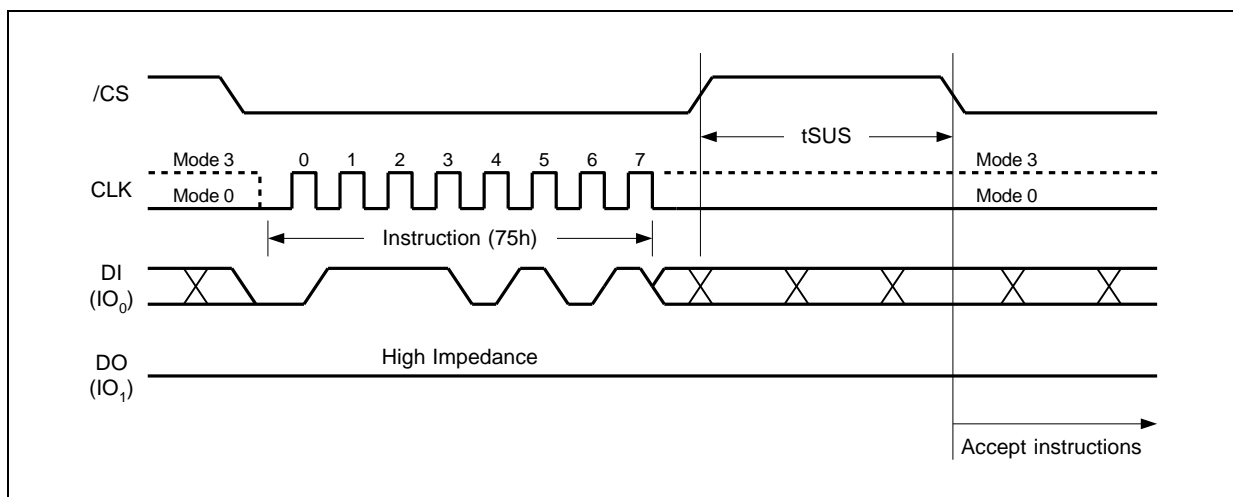 /CS
tSUS
Mode 3 0 1 2 3 4 5 6 7 Mode 3
CLK
Mode 0 Mode 0
Instruction (75h)
DI
(IO0)
High Impedance
DO
(IO1)
Accept instructions